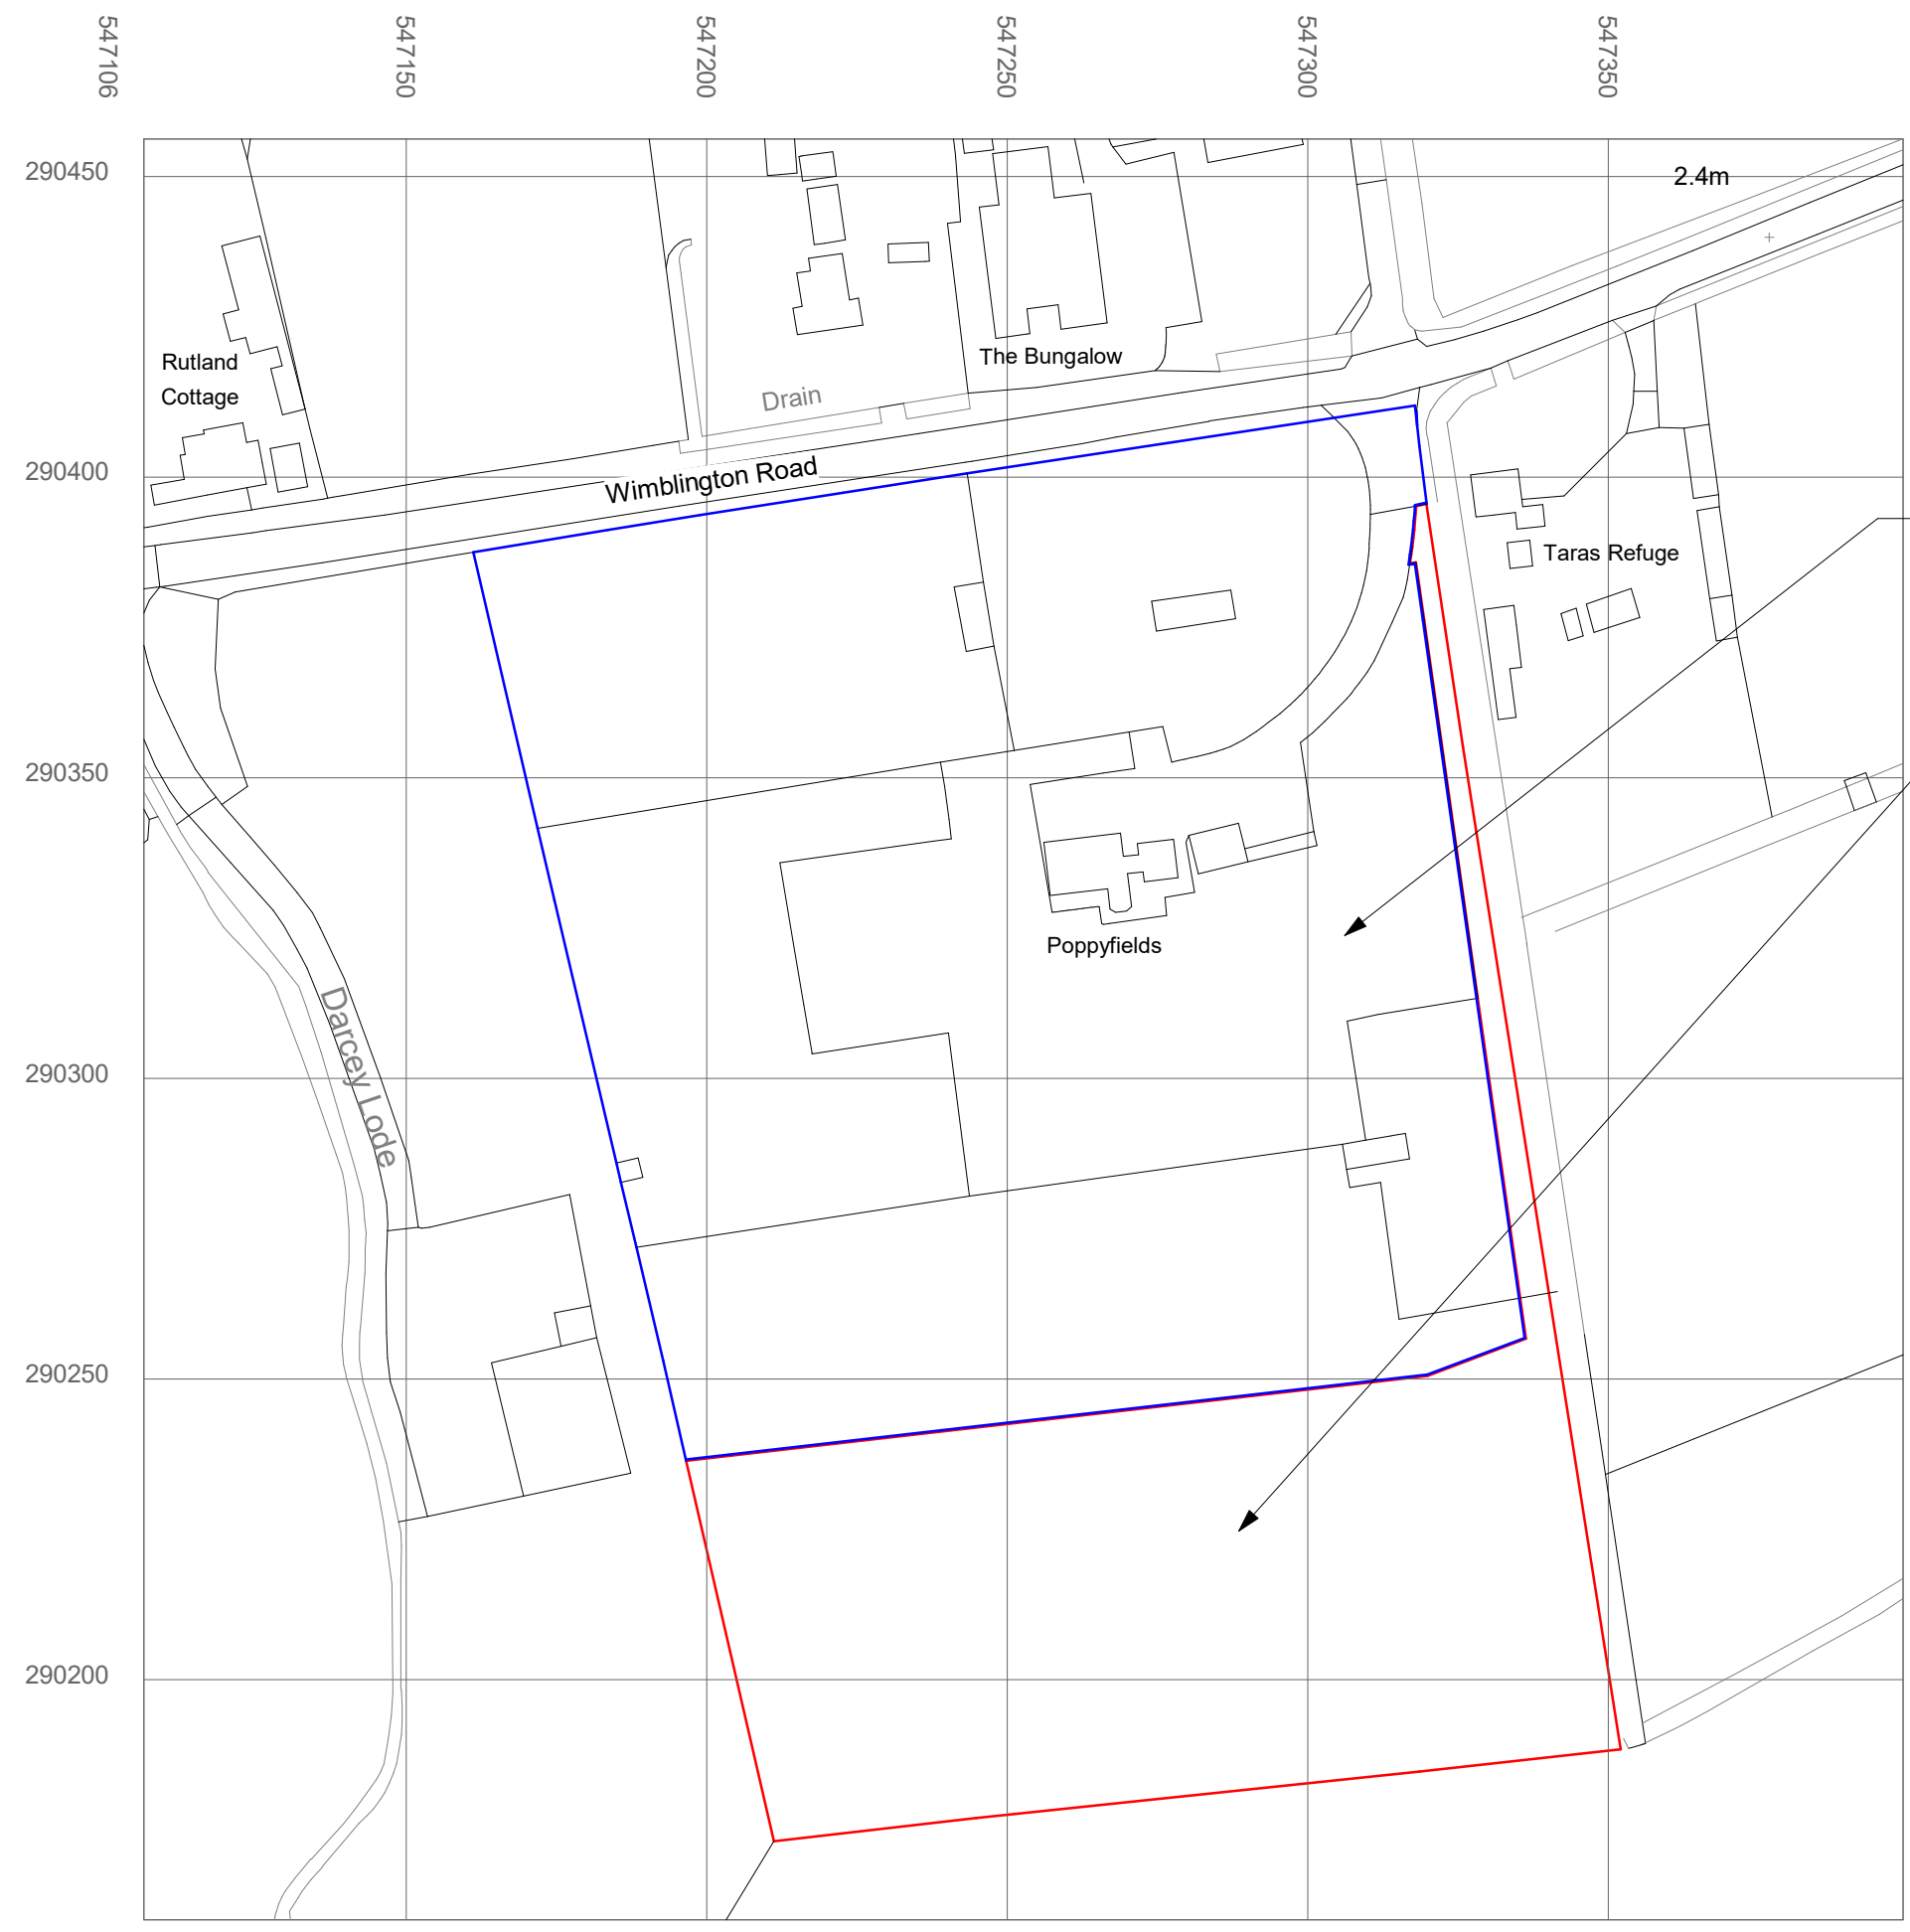 547106
547150
547200
547250
547300
547350
290450
290400
290350
290300
290250
290200
2.4m
Rutland
Cottage
The Bungalow
Drain
Wimblington Road
Taras Refuge
Poppyfields
Darcey Lode